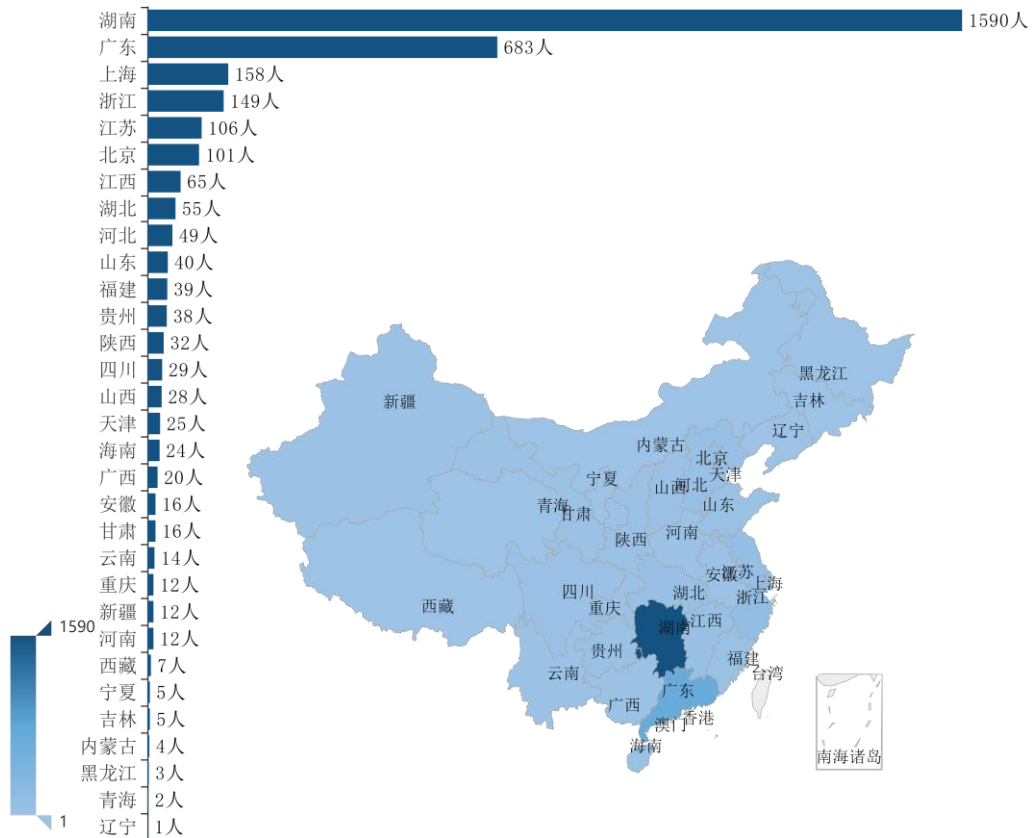 湖南 1590人
广东 683人
上海 158人
浙江 149人
江苏 106人
北京 101人
江西 65人
湖北 55人
河北 49人
山东 40人
福建 39人
贵州 38人
陕西 32人
四川 29人
山西 28人
天津 25人
海南 24人
广西 20人
安徽 16人
甘肃 16人
云南 14人
重庆 12人
新疆 12人
河南 12人
西藏 7人
宁夏 5人
吉林 5人
内蒙古 4人
黑龙江 3人
青海 2人
辽宁 1人
1590
1
黑龙江
新疆
吉林
辽宁
内蒙古
北京
天津
宁夏
山西
河北
青海
甘肃
山东
陕西
河南
安徽
江苏
上海
四川
湖北
浙江
西藏
重庆
湖南
江西
贵州
福建
云南
台湾
广东
广西
香港
澳门
海南
南海诸岛